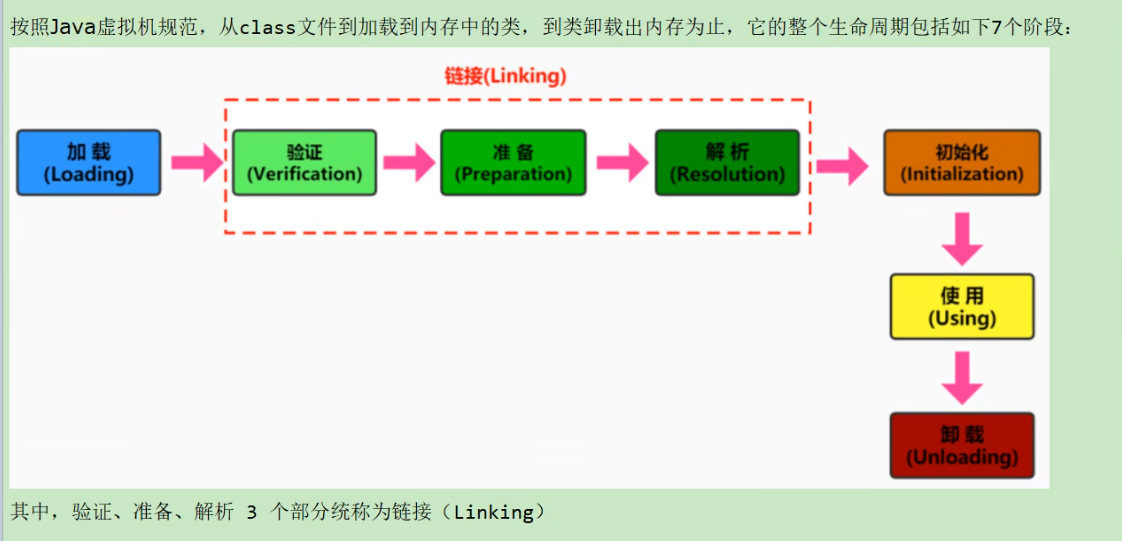 按照Java虚拟机规范，从class文件到加载到内存中的类，到类卸载出内存为止，它的整个生命周期包括如下7个阶段：
链接(Linking)
加 载
(Loading)
验证
(Verification)
准 备
(Preparation)
解 析
(Resolution)
初始化
(Initialization)
使 用
(Using)
卸 载
(Unloading)
其中，验证、准备、解析 3 个部分统称为链接（Linking）